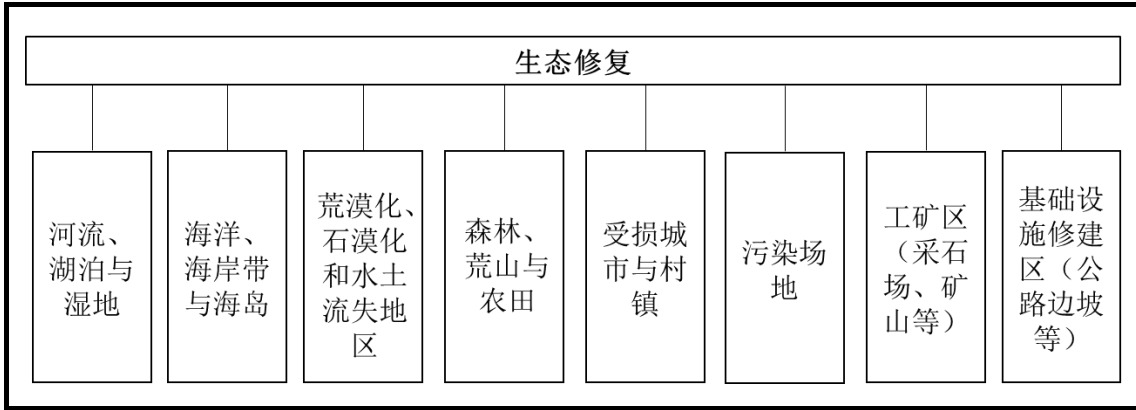 生态修复
河流、
湖泊与
湿地
海洋、
海岸带
与海岛
荒漠化、
石漠化
和水土
流失地
区
森林、
荒山与
农田
受损城
市与村
镇
污染场
地
工矿区
（采石
场、矿
山等）
基础设
施修建
区（公
路边坡
等）